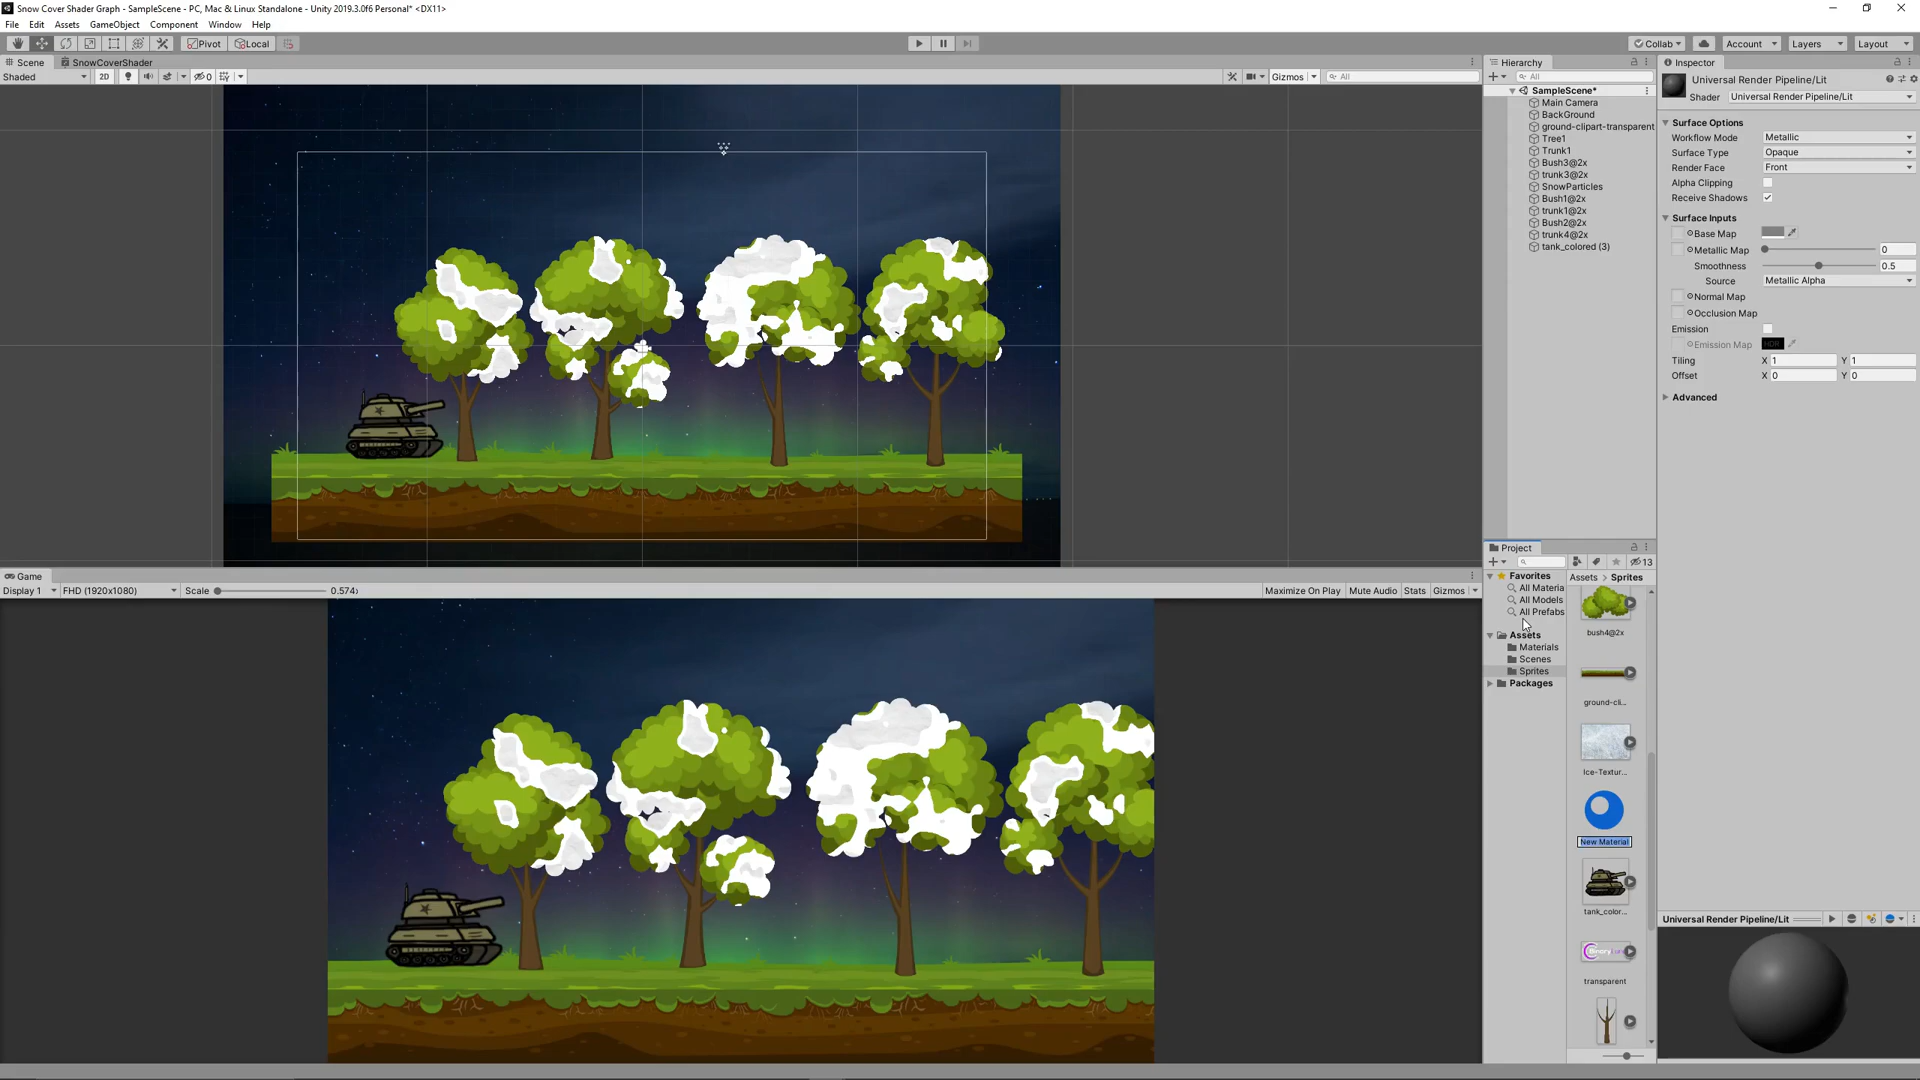 Snow Cover Shader Graph - SampleScene - PC, Mac & Linux Standalone - Unity 2019.3.0f6 Personal* <DX11>
File Edit Assets GameObject Component Window Help
Pivot Local Collab Account Layers Layout
Scene SnowCoverShader
Shaded 2D 0 Gizmos All
Hierarchy
All
SampleScene*
Main Camera
BackGround
ground-clipart-transparent
Tree1
Trunk1
Bush3@2x
trunk3@2x
SnowParticles
Bush1@2x
trunk1@2x
Bush2@2x
trunk4@2x
tank_colored (3)
Inspector
Universal Render Pipeline/Lit
Shader Universal Render Pipeline/Lit
Surface Options
Workflow Mode Metallic
Surface Type Opaque
Render Face Front
Alpha Clipping
Receive Shadows
Surface Inputs
Base Map
Metallic Map 0
Smoothness 0.5
Source Metallic Alpha
Normal Map
Occlusion Map
Emission
Emission Map HDR
Tiling X 1 Y 1
Offset X 0 Y 0
Advanced
Game
Display 1 FHD (1920x1080) Scale 0.574x Maximize On Play Mute Audio Stats Gizmos
Project
13
Favorites
All Materia
All Models
All Prefabs
Assets
Materials
Scenes
Sprites
Packages
Assets > Sprites
bush4@2x
ground-cli...
Ice-Textur...
New Material
tank_color...
transparent
Universal Render Pipeline/Lit